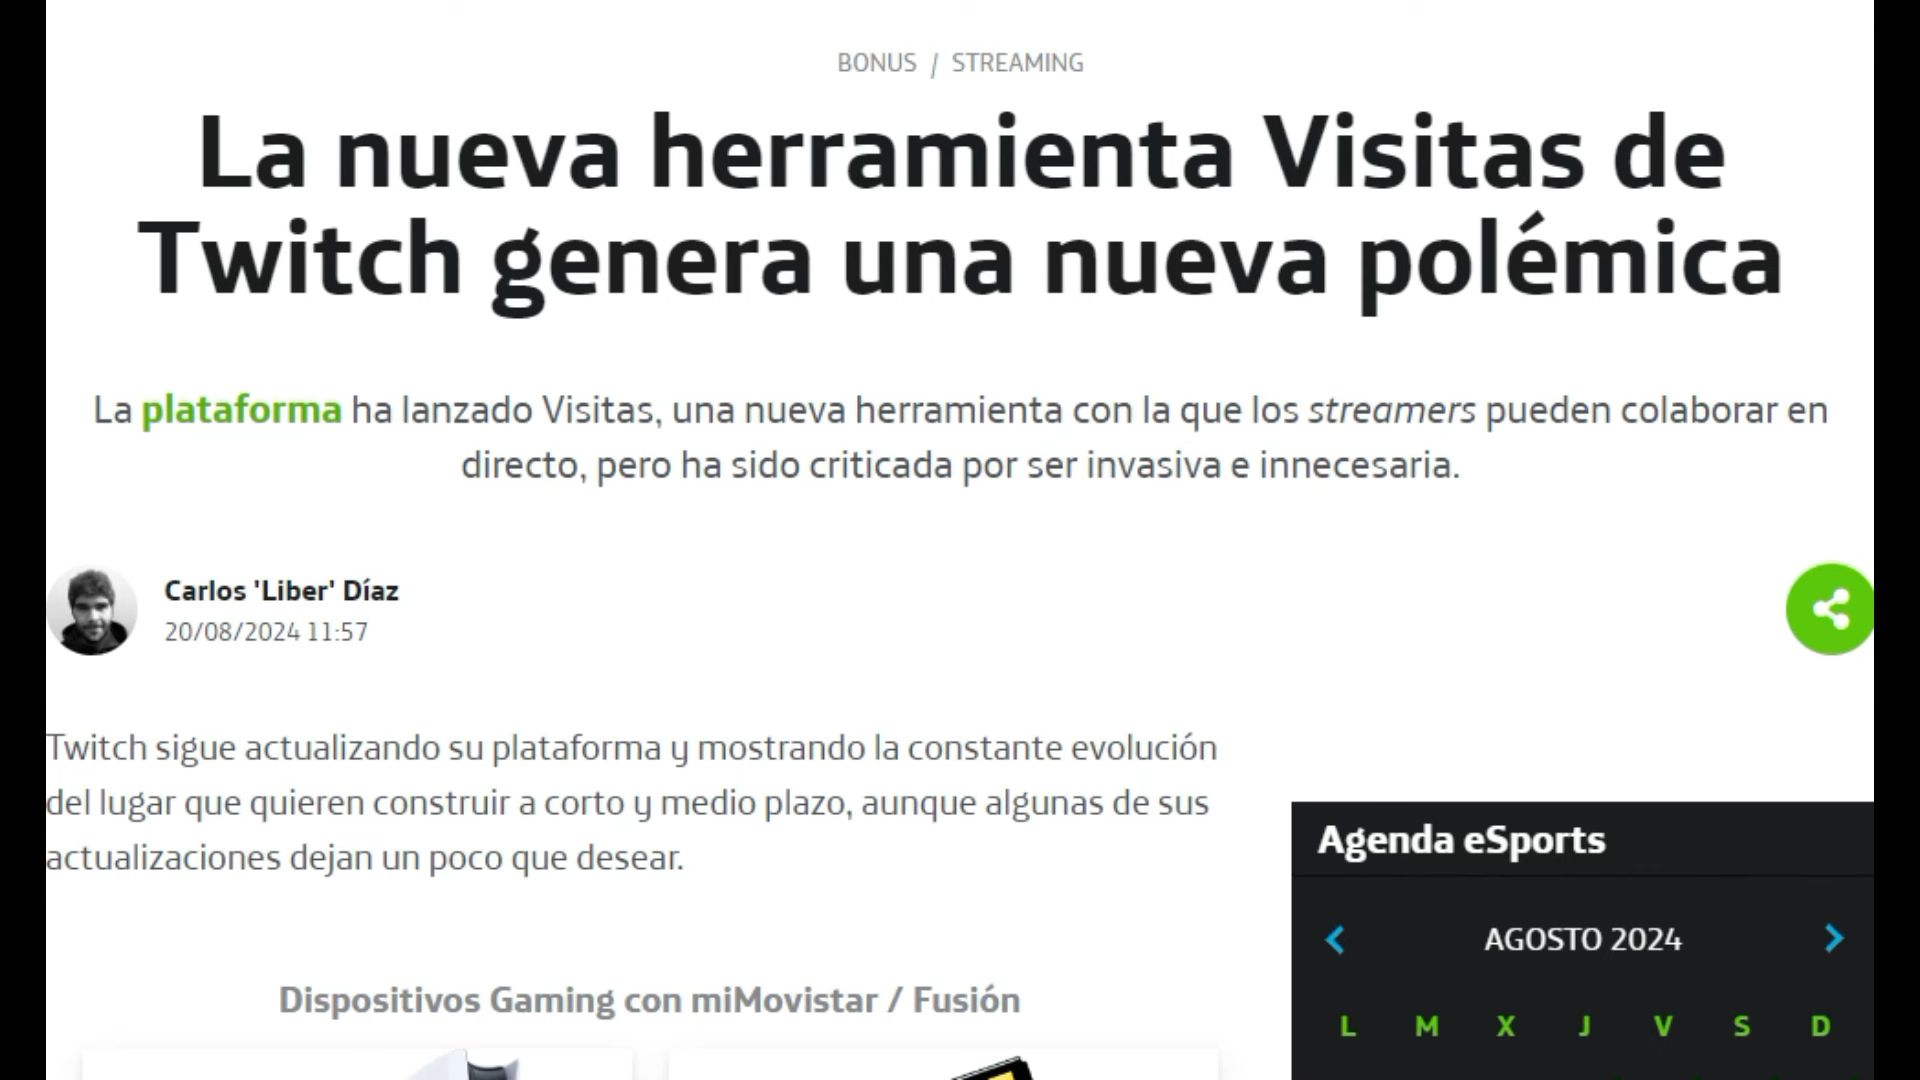 BONUS / STREAMING
La nueva herramienta Visitas de
Twitch genera una nueva polémica
La plataforma ha lanzado Visitas, una nueva herramienta con la que los streamers pueden colaborar en
directo, pero ha sido criticada por ser invasiva e innecesaria.
Carlos 'Liber' Díaz
20/08/2024 11:57
Twitch sigue actualizando su plataforma y mostrando la constante evolución
del lugar que quieren construir a corto y medio plazo, aunque algunas de sus
actualizaciones dejan un poco que desear.
Agenda eSports
AGOSTO 2024
L M X J V S D
Dispositivos Gaming con miMovistar / Fusión